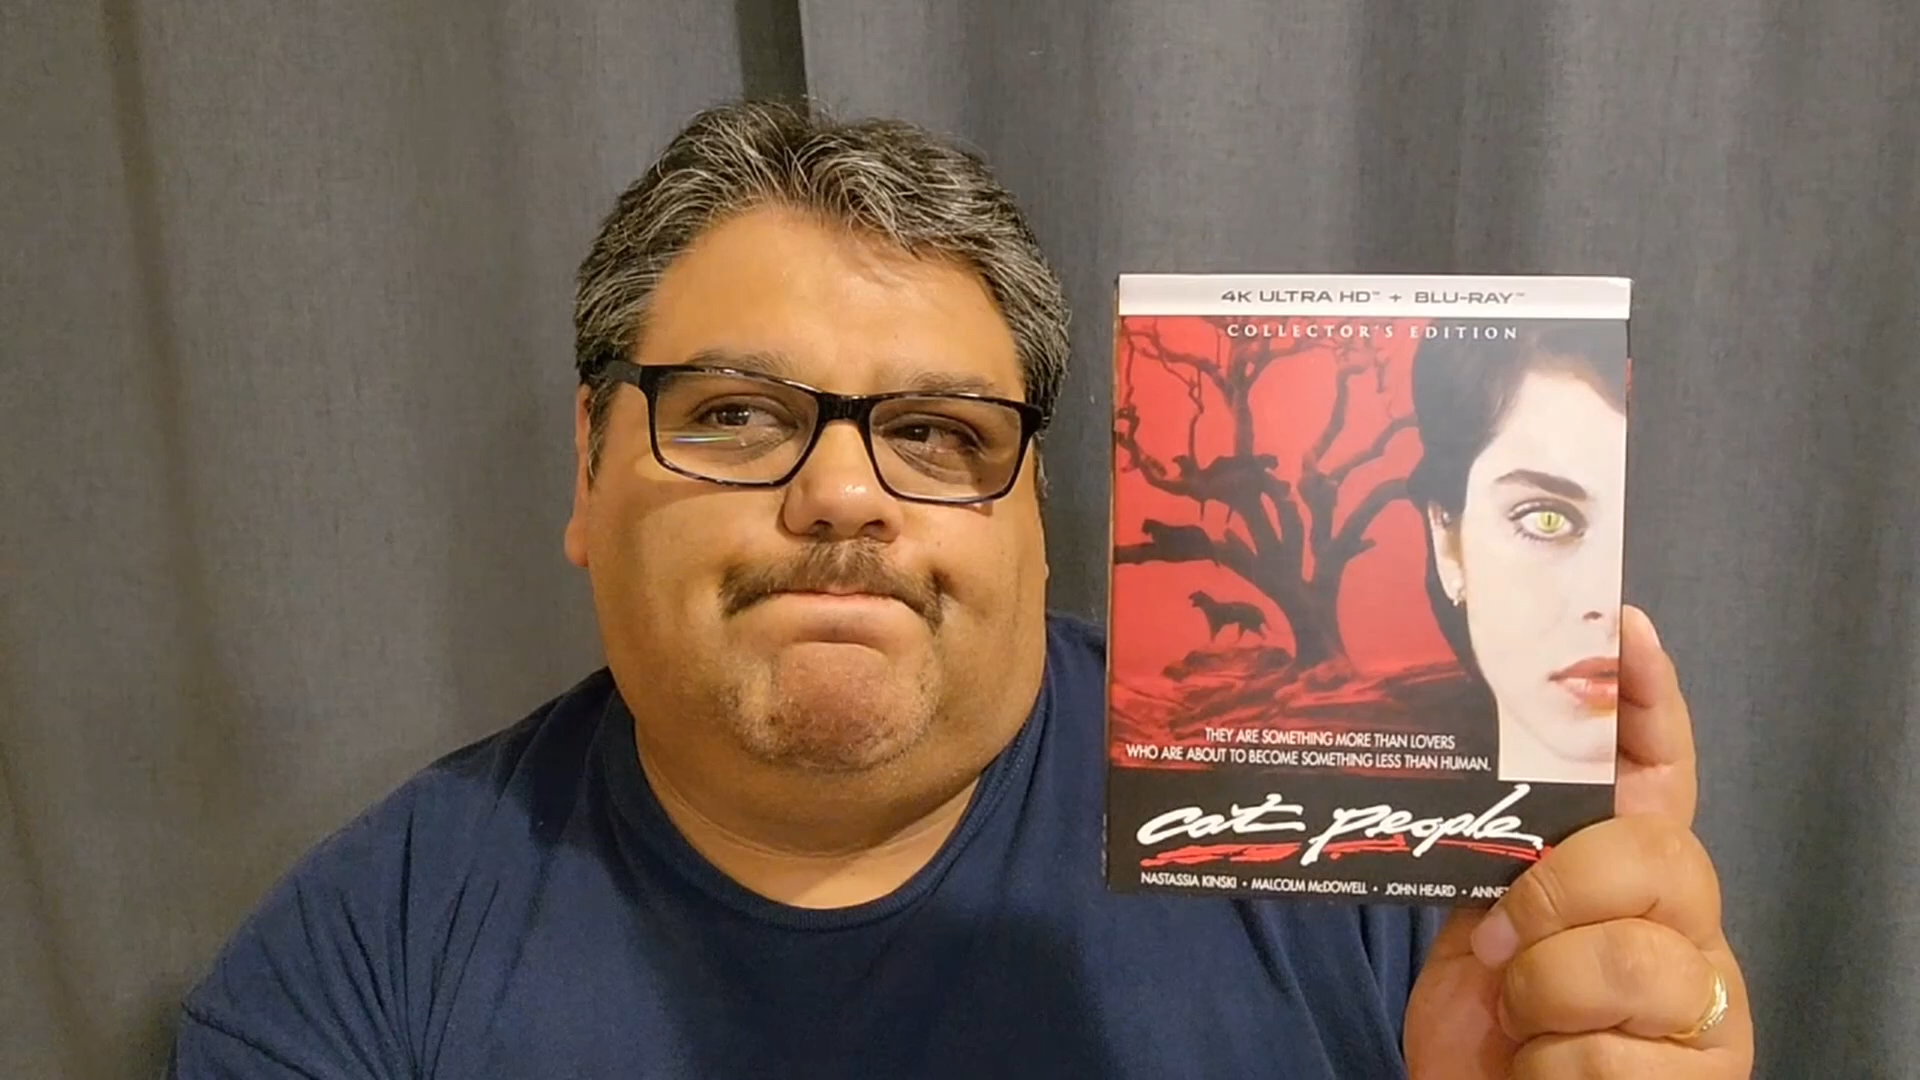 4K ULTRA HD™ + BLU-RAY™
COLLECTOR'S EDITION
THEY ARE SOMETHING MORE THAN LOVERS
WHO ARE ABOUT TO BECOME SOMETHING LESS THAN HUMAN.
cat people
NASTASSIA KINSKI • MALCOLM McDOWELL • JOHN HEARD •